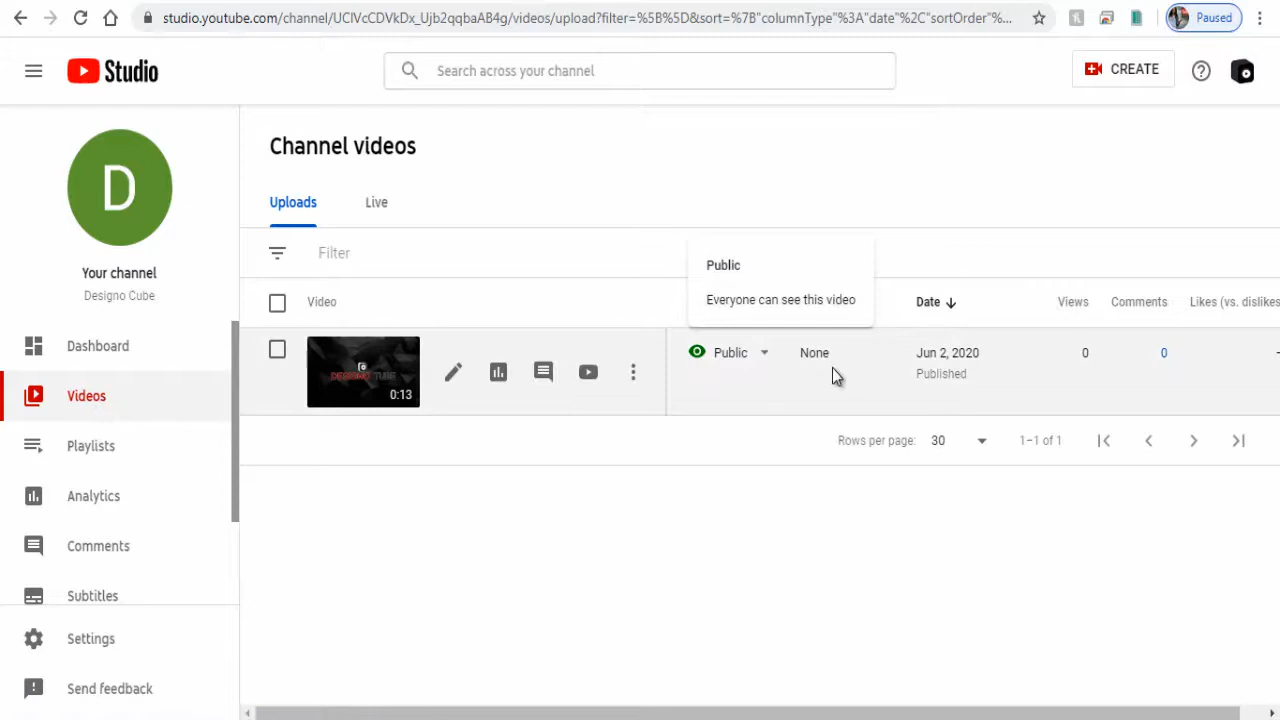 studio.youtube.com/channel/UClVcCDVkDx_Ujb2qqbaAB4g/videos/upload?filter=%5B%5D&sort=%7B"columnType"%3A"date"%2C"sortOrder"%...
Paused
Studio
Search across your channel
CREATE
D
Your channel
Designo Cube
Dashboard
Videos
Playlists
Analytics
Comments
Subtitles
Settings
Send feedback
Channel videos
Uploads
Live
Filter
Public
Everyone can see this video
Video
Date
Views
Comments
Likes (vs. dislikes
DESIGNO TUBE
0:13
Public
None
Jun 2, 2020
Published
0
0
Rows per page:
30
1–1 of 1